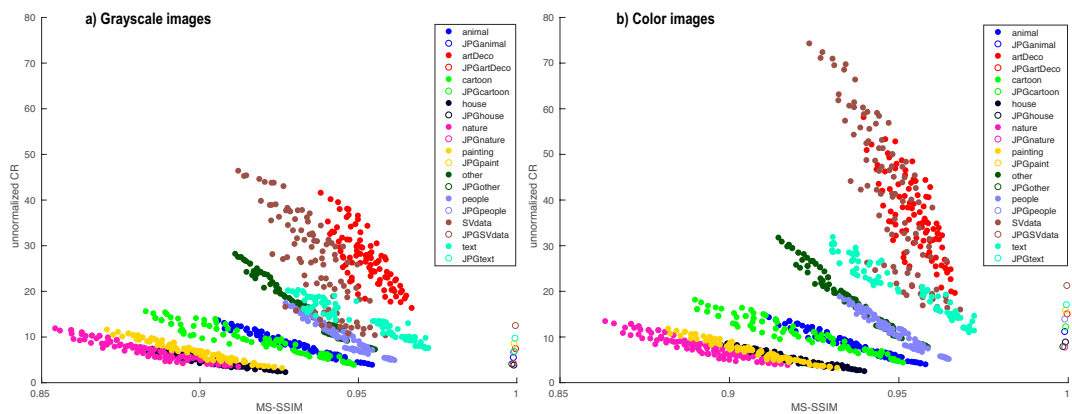 a) Grayscale images
unnormalized CR
80
70
60
50
40
30
20
10
0
0.85
0.9
0.95
1
MS-SSIM
animal
JPGanimal
artDeco
JPGartDeco
cartoon
JPGcartoon
house
JPGhouse
nature
JPGnature
painting
JPGpaint
other
JPGother
people
JPGpeople
SVdata
JPGSVdata
text
JPGtext
b) Color images
unnormalized CR
80
70
60
50
40
30
20
10
0
0.85
0.9
0.95
1
MS-SSIM
animal
JPGanimal
artDeco
JPGartDeco
cartoon
JPGcartoon
house
JPGhouse
nature
JPGnature
painting
JPGpaint
other
JPGother
people
JPGpeople
SVdata
JPGSVdata
text
JPGtext